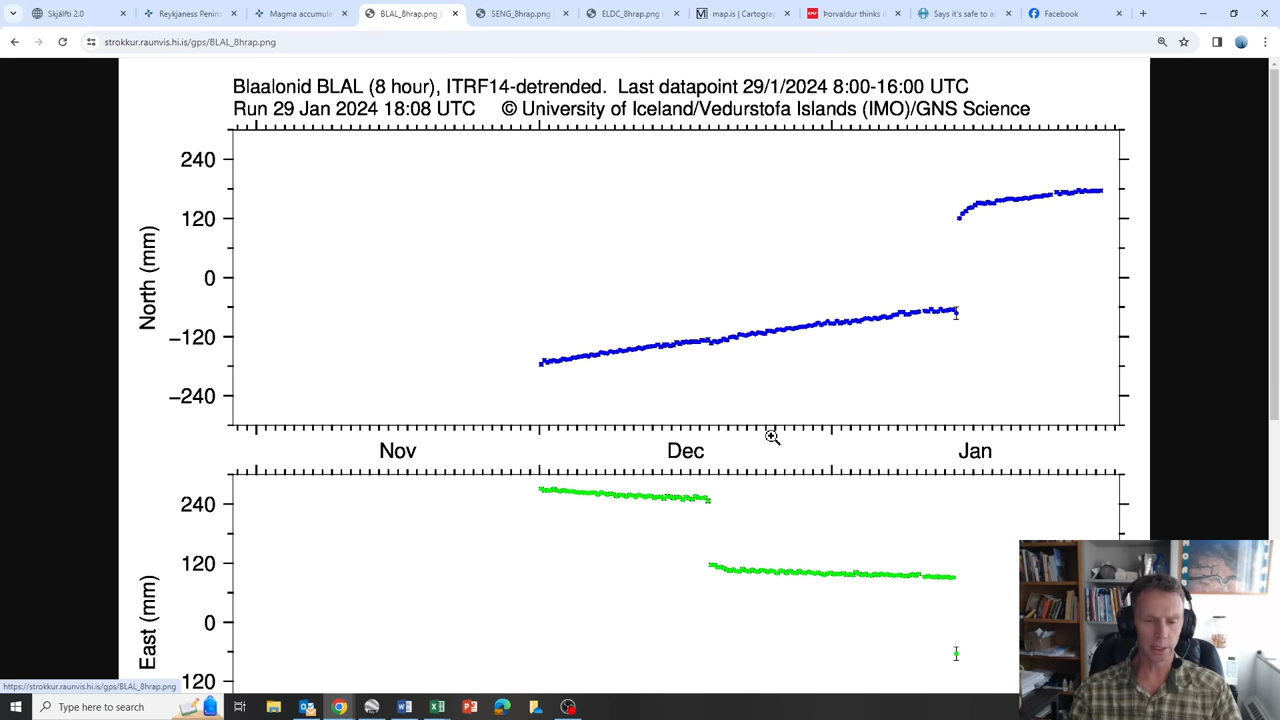 Skjálfti 2.0
Reykjaness Penins
Magma accumula
BLAL_8hrap.png (
SENG_8hrap.png (
ELDC_8hrap.png (
map.is | Cartograp
Þorvaldur thinks i
Says it's safe to a
Facebook
strokkur.raunvis.hi.is/gps/BLAL_8hrap.png
Blaalonid BLAL (8 hour), ITRF14-detrended. Last datapoint 29/1/2024 8:00-16:00 UTC
Run 29 Jan 2024 18:08 UTC © University of Iceland/Vedurstofa Islands (IMO)/GNS Science
240
120
0
−120
−240
North (mm)
Nov Dec Jan
240
120
0
120
East (mm)
https://strokkur.raunvis.hi.is/gps/BLAL_8hrap.png
Type here to search